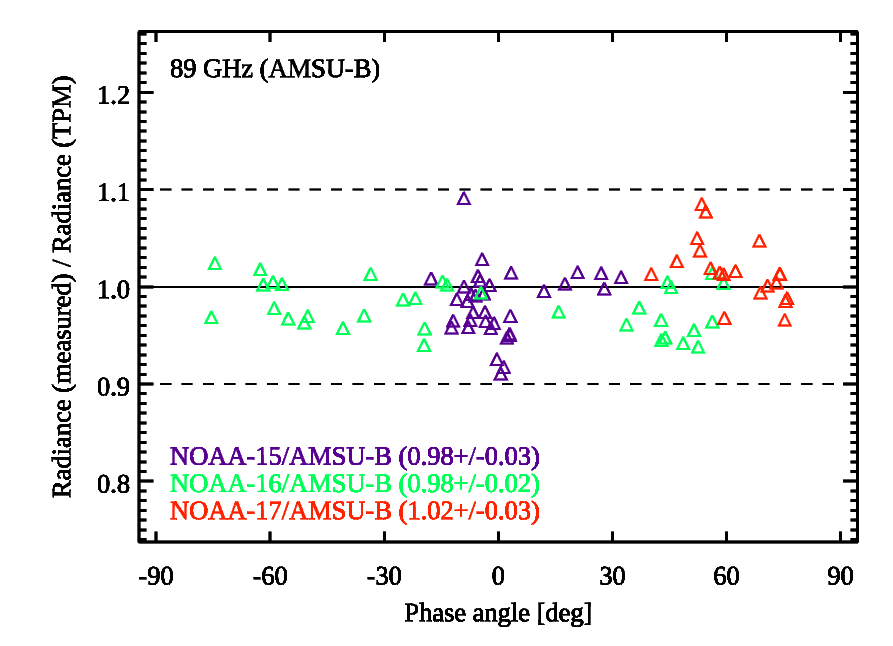 89 GHz (AMSU-B)
Radiance (measured) / Radiance (TPM)
1.2
1.1
1.0
0.9
0.8
NOAA-15/AMSU-B (0.98+/-0.03)
NOAA-16/AMSU-B (0.98+/-0.02)
NOAA-17/AMSU-B (1.02+/-0.03)
-90 -60 -30 0 30 60 90
Phase angle [deg]